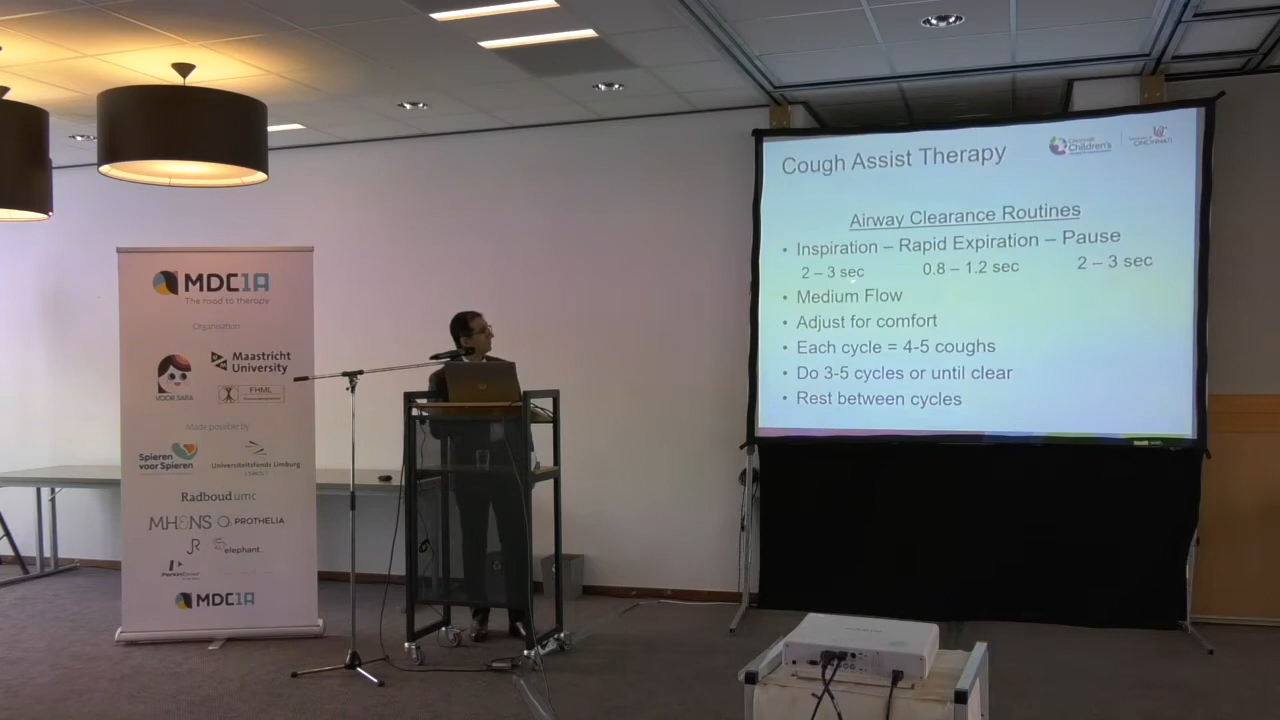 MDC1A
The road to therapy
Organisation
VOOR SARA
Maastricht
University
FHML
Made possible by
Spieren
voor Spieren
Universiteitsfonds Limburg
Radboudumc
MHENS
PROTHELIA
elephant
PerkinElmer
MDC1A
Cough Assist Therapy
Cincinnati
Children's
CINCINNATI
Airway Clearance Routines
• Inspiration – Rapid Expiration – Pause
2 – 3 sec 0.8 – 1.2 sec 2 – 3 sec
• Medium Flow
• Adjust for comfort
• Each cycle = 4-5 coughs
• Do 3-5 cycles or until clear
• Rest between cycles